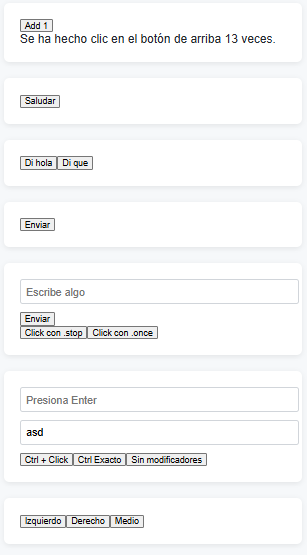 Add 1
Se ha hecho clic en el botón de arriba 13 veces.
Saludar
Di hola Di que
Enviar
Escribe algo
Enviar
Click con .stop Click con .once
Presiona Enter
asd
Ctrl + Click Ctrl Exacto Sin modificadores
Izquierdo Derecho Medio